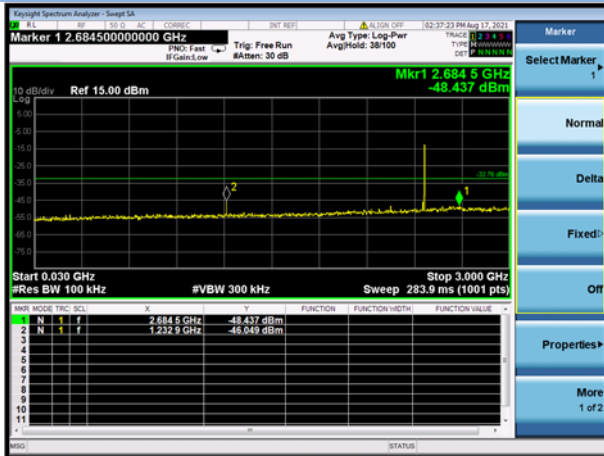 Keysight Spectrum Analyzer - Swept SA
RL RF 50 Ω AC CORREC INT REF ALIGN OFF 02:37:23 PM Aug 17, 2021
Marker 1 2.684500000000 GHz
PNO: Fast
IFGain:Low
Trig: Free Run
#Atten: 30 dB
Avg Type: Log-Pwr
Avg|Hold: 38/100
TRACE 1 2 3 4 5 6
TYPE M W W W W W
DET P N N N N N
Mkr1 2.684 5 GHz
-48.437 dBm
10 dB/div Ref 15.00 dBm
Log
5.00
-5.00
-15.0
-25.0
-35.0
-45.0
-55.0
-65.0
-75.0
-32.76 dBm
2
1
Start 0.030 GHz
Stop 3.000 GHz
#Res BW 100 kHz
#VBW 300 kHz
Sweep 283.9 ms (1001 pts)
MKR MODE TRC SCL X Y FUNCTION FUNCTION WIDTH FUNCTION VALUE
1 N 1 f 2.684 5 GHz -48.437 dBm
2 N 1 f 1.232 9 GHz -46.049 dBm
3
4
5
6
7
8
9
10
11
MSG STATUS
Marker
Select Marker
1
Normal
Delta
Fixed
Off
Properties
More
1 of 2